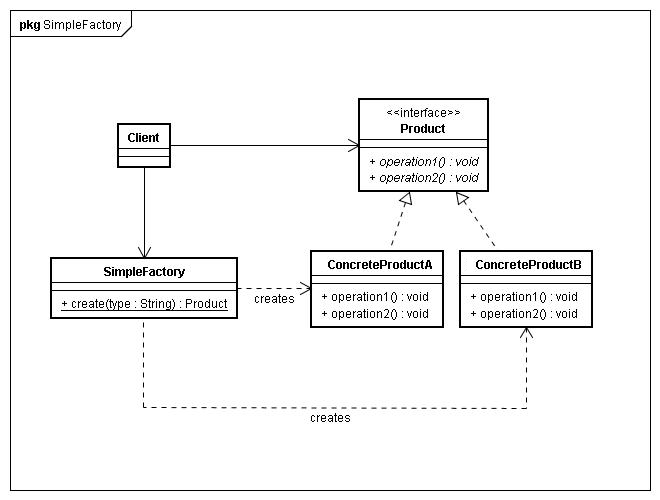 pkg SimpleFactory
<<interface>>
Product
+ operation1() : void
+ operation2() : void
Client
SimpleFactory
+ create(type : String) : Product
creates
ConcreteProductA
+ operation1() : void
+ operation2() : void
ConcreteProductB
+ operation1() : void
+ operation2() : void
creates